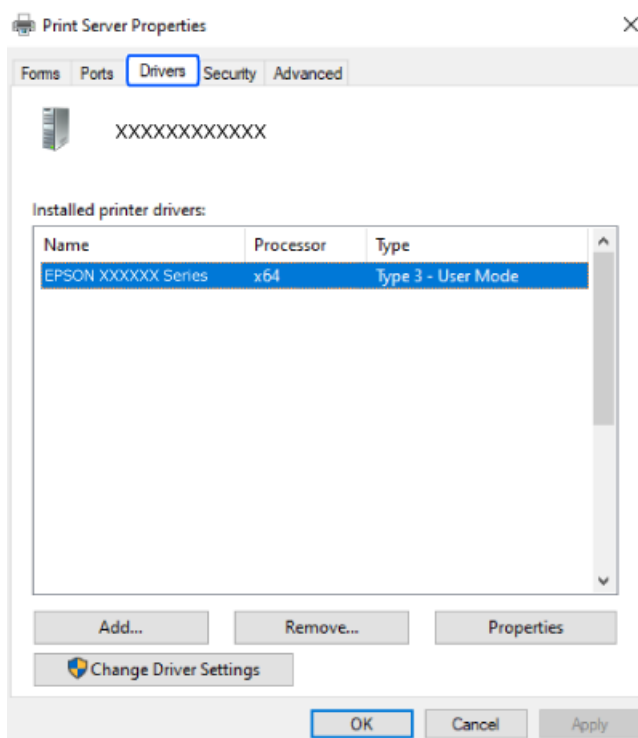 Print Server Properties
Forms Ports Drivers Security Advanced
XXXXXXXXXXXX
Installed printer drivers:
Name Processor Type
EPSON XXXXXX Series x64 Type 3 - User Mode
Add... Remove... Properties
Change Driver Settings
OK Cancel Apply